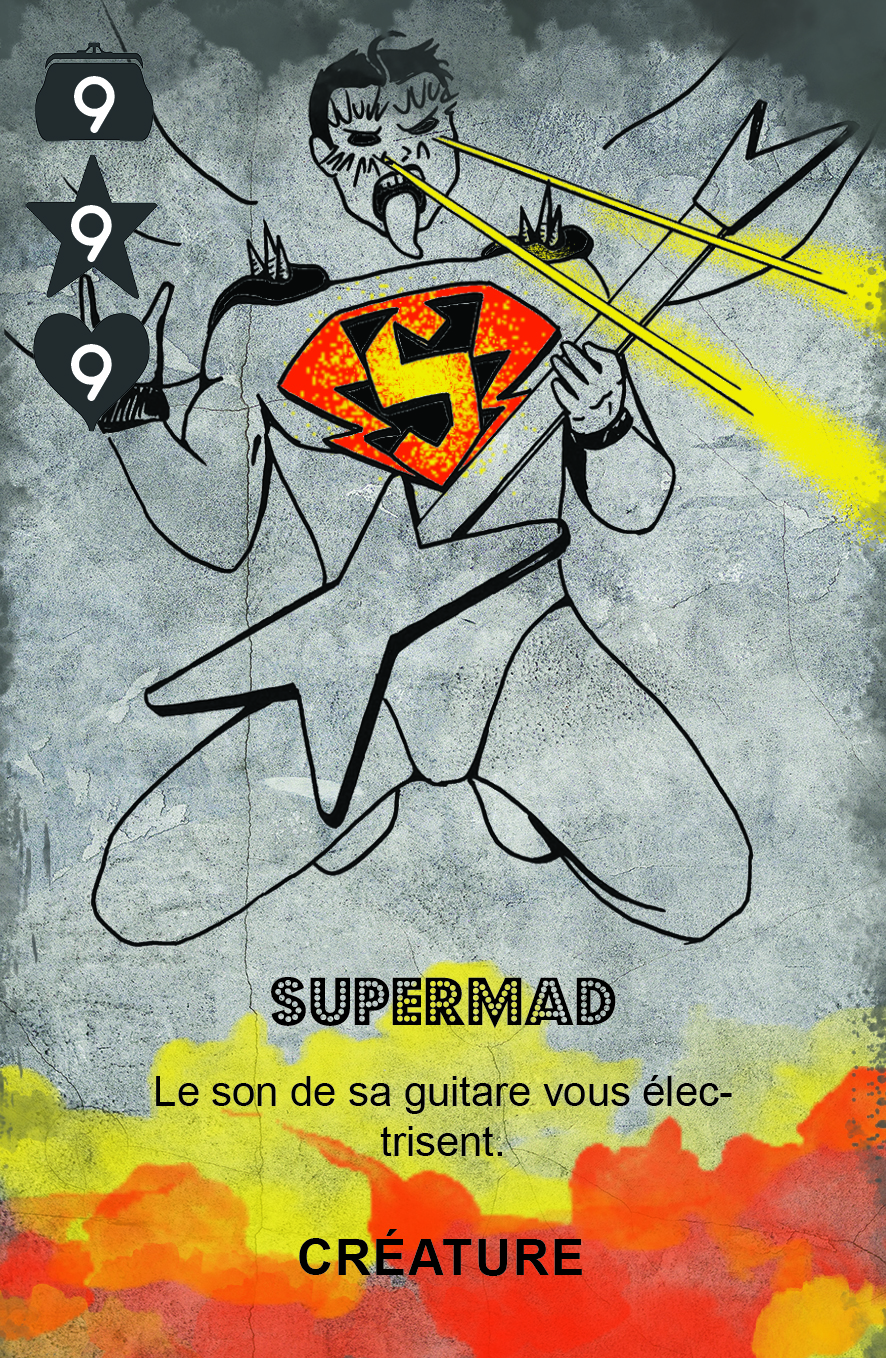 9
9
9
S
SUPERMAD
Le son de sa guitare vous élec-
trisent.
CRÉATURE